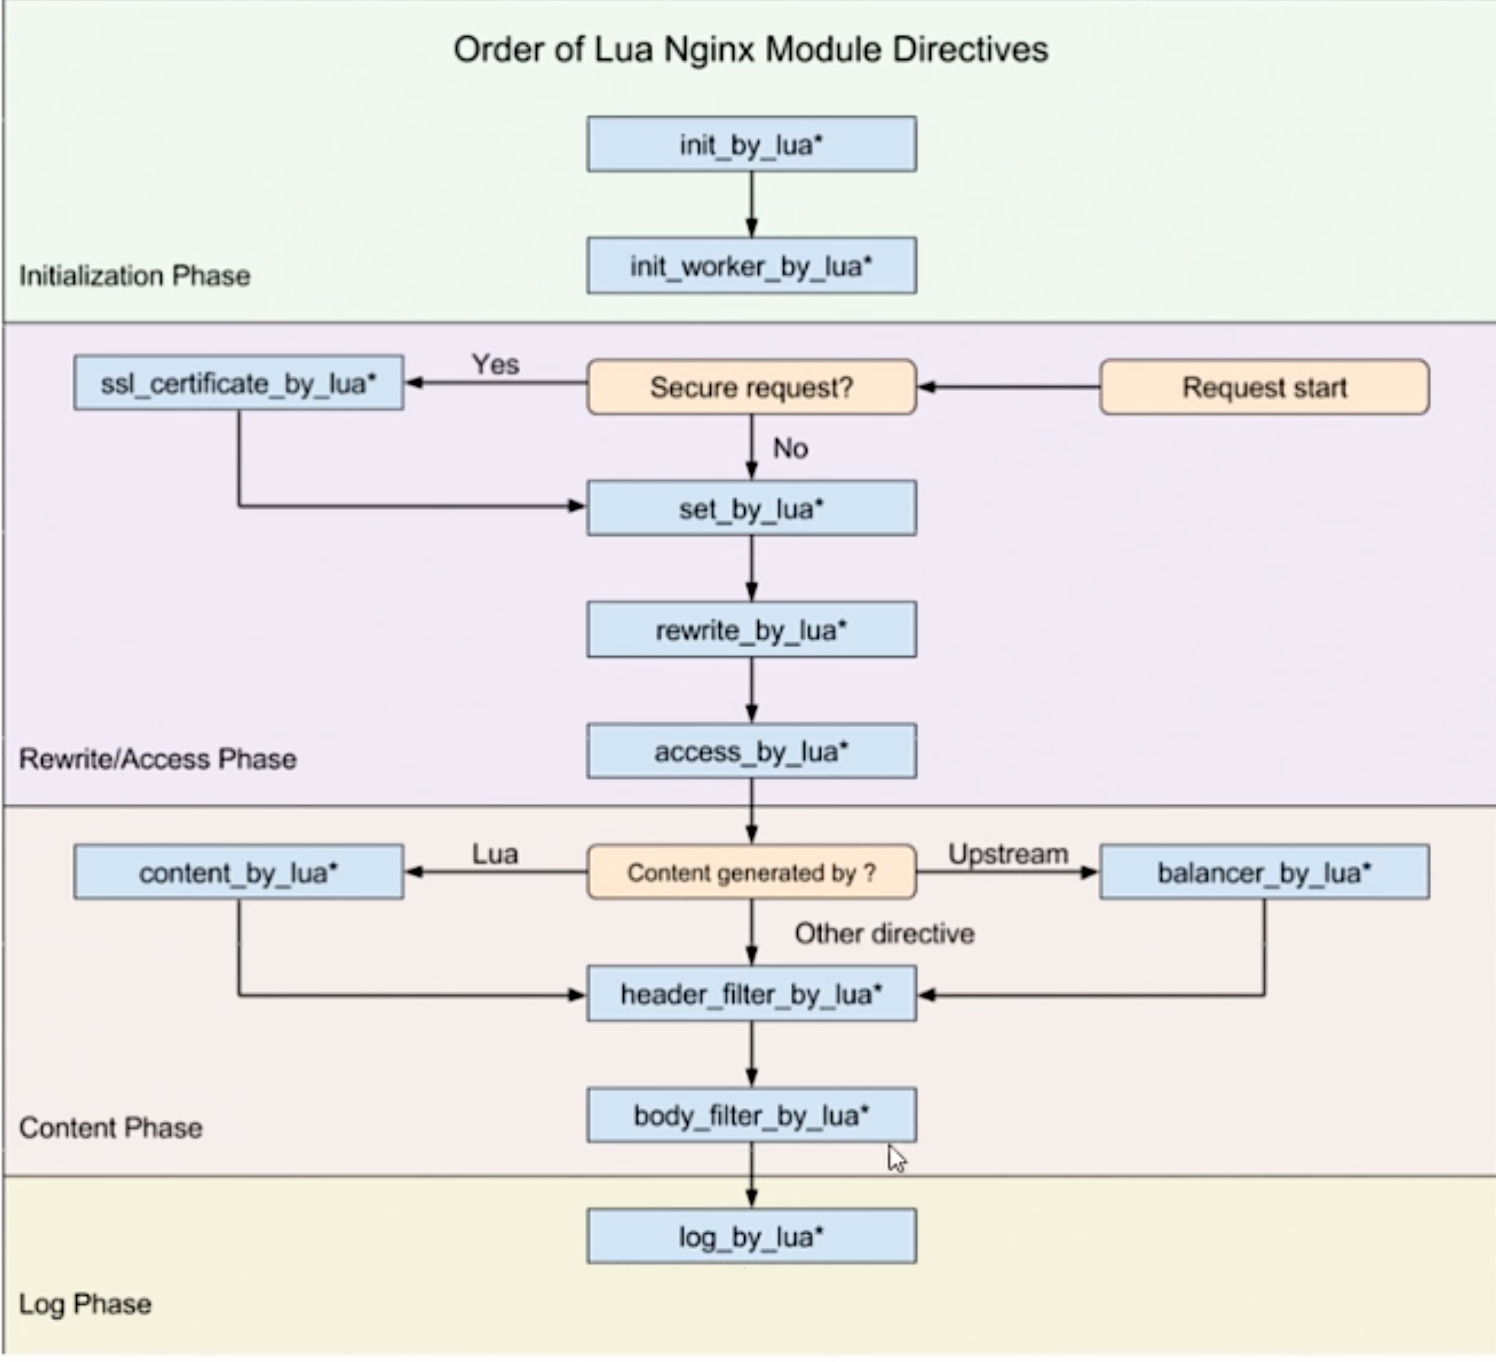 Order of Lua Nginx Module Directives
init_by_lua*
init_worker_by_lua*
Initialization Phase
ssl_certificate_by_lua*
Yes
Secure request?
Request start
No
set_by_lua*
rewrite_by_lua*
access_by_lua*
Rewrite/Access Phase
content_by_lua*
Lua
Content generated by ?
Upstream
balancer_by_lua*
Other directive
header_filter_by_lua*
body_filter_by_lua*
Content Phase
log_by_lua*
Log Phase